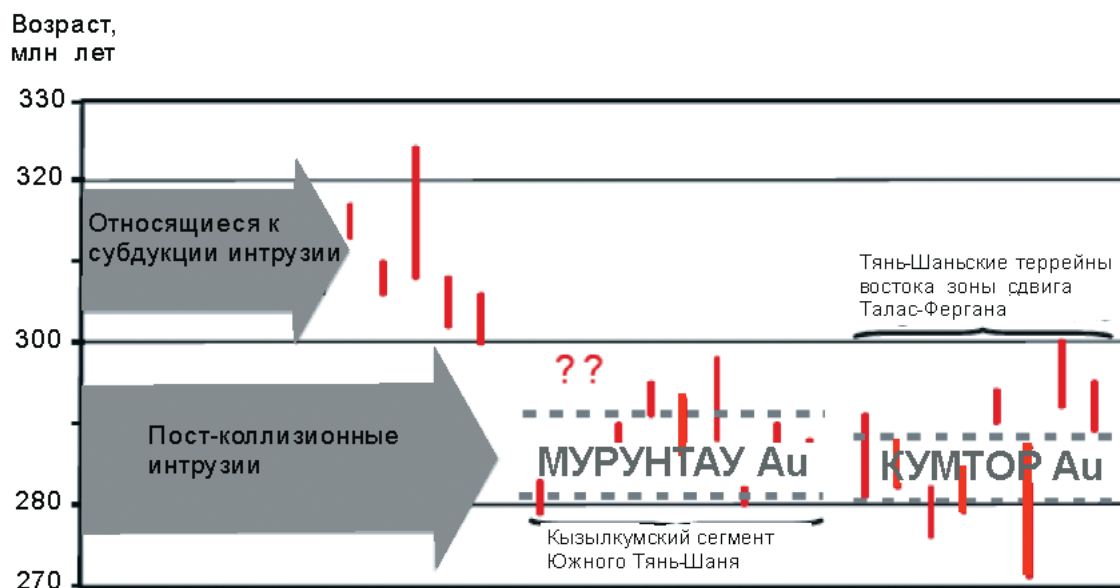 Возраст,
млн лет
330
320
Относящиеся к
субдукции интрузии
Тянь-Шаньские террейны
востока зоны сдвига
Талас-Фергана
300
??
Пост-коллизионные
интрузии
МУРУНТАУ Au
КУМТОР Au
280
Кызылкумский сегмент
Южного Тянь-Шаня
270